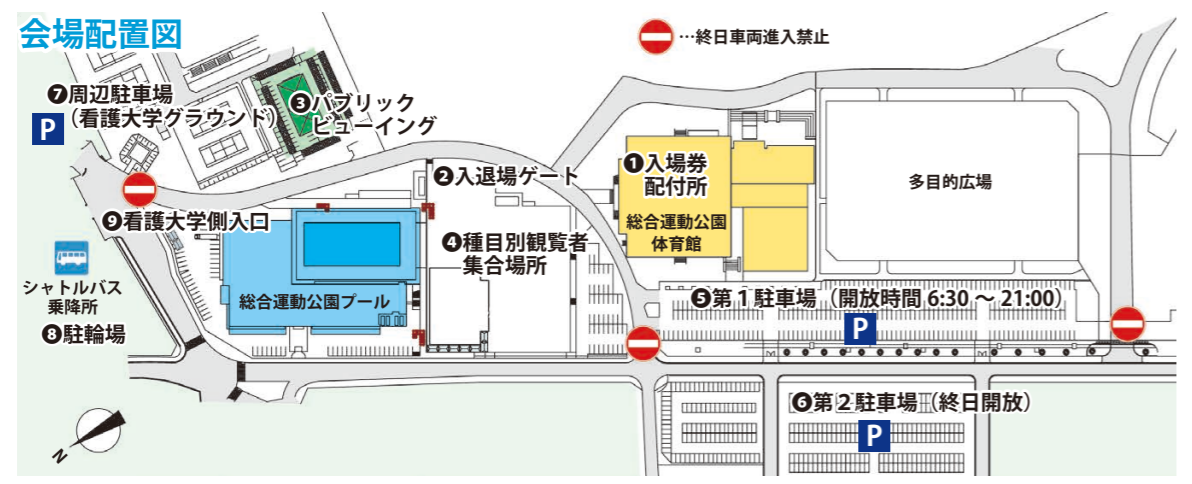 会場配置図
…終日車両進入禁止
❼周辺駐車場
(看護大学グラウンド)
P
❸パブリック
ビューイング
❷入退場ゲート
❶入場券
配付所
総合運動公園
体育館
多目的広場
❾看護大学側入口
❹種目別観覧者
集合場所
シャトルバス
乗降所
❽駐輪場
総合運動公園プール
❺第1駐車場(開放時間 6:30 ～ 21:00)
P
❻第2駐車場(終日開放)
P
N